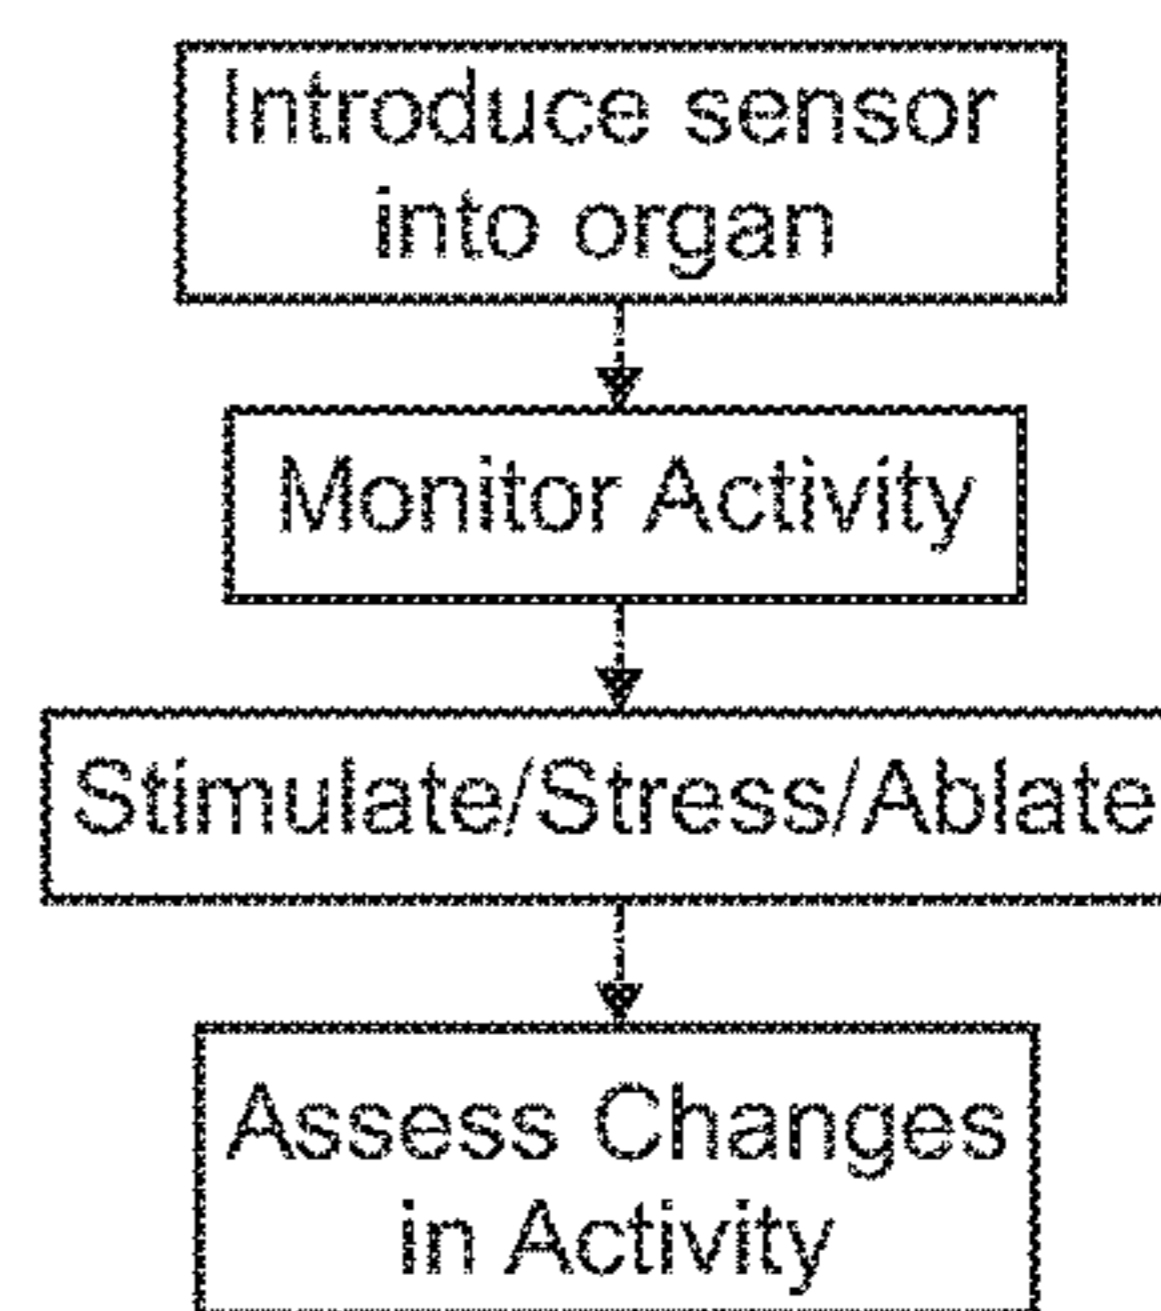 Introduce sensor
into organ
Monitor Activity
Stimulate/Stress/Ablate
Assess Changes
in Activity